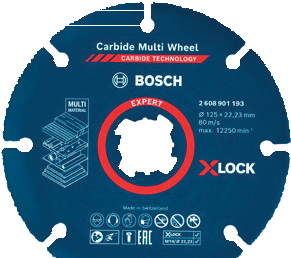 Carbide Multi Wheel
CARBIDE TECHNOLOGY
BOSCH
MULTI
MATERIAL
EXPERT
2 608 901 193
Ø 125 x 22,23 mm
80 m/s
max. 12250 min⁻¹
X-LOCK
Made in Switzerland
EAC
X-LOCK
M14/Ø 22,23